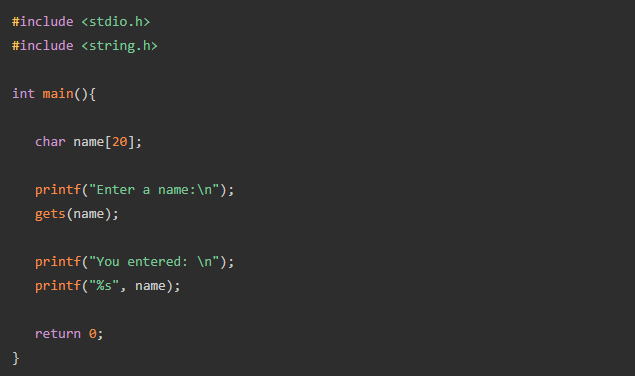 #include <stdio.h>
#include <string.h>
int main(){
char name[20];
printf("Enter a name:\n");
gets(name);
printf("You entered: \n");
printf("%s", name);
return 0;
}